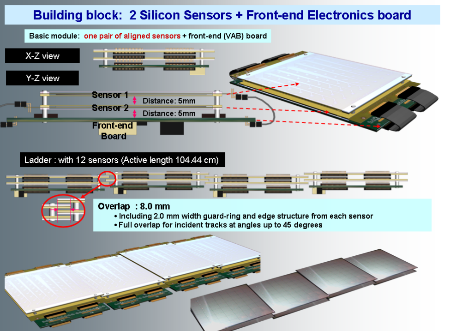 Building block: 2 Silicon Sensors + Front-end Electronics board
Basic module: one pair of aligned sensors + front-end (VAB) board
X-Z view
Y-Z view
Sensor 1
Distance: 5mm
Sensor 2
Distance: 5mm
Front-end
Board
Ladder : with 12 sensors (Active length 104.44 cm)
Overlap : 8.0 mm
• Including 2.0 mm width guard-ring and edge structure from each sensor
• Full overlap for incident tracks at angles up to 45 degrees